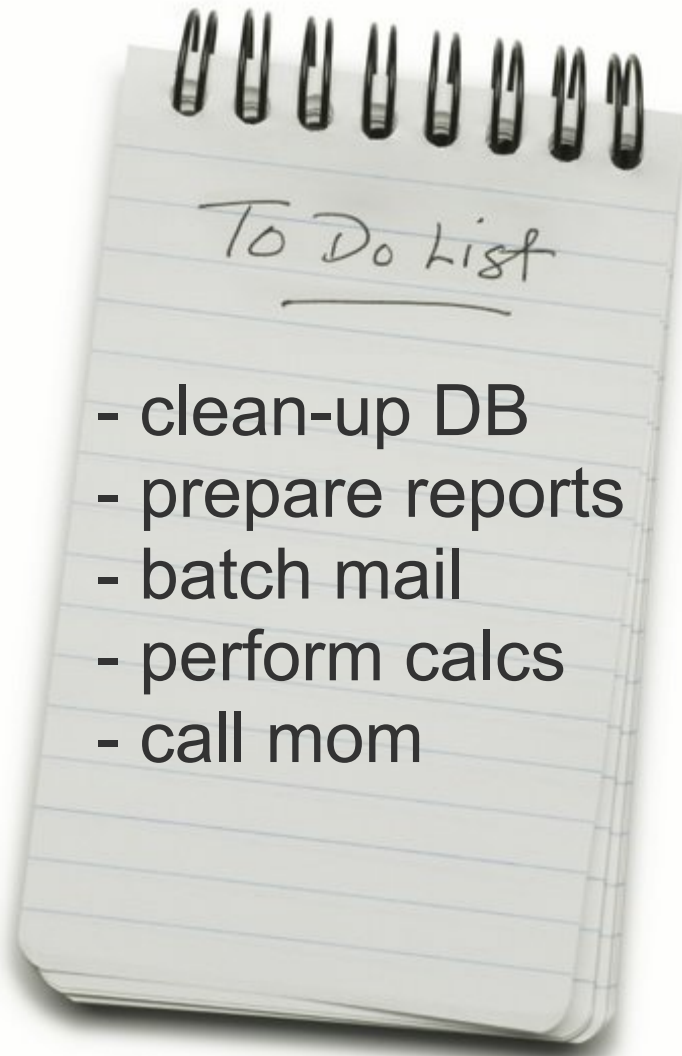 To Do List
- clean-up DB
- prepare reports
- batch mail
- perform calcs
- call mom